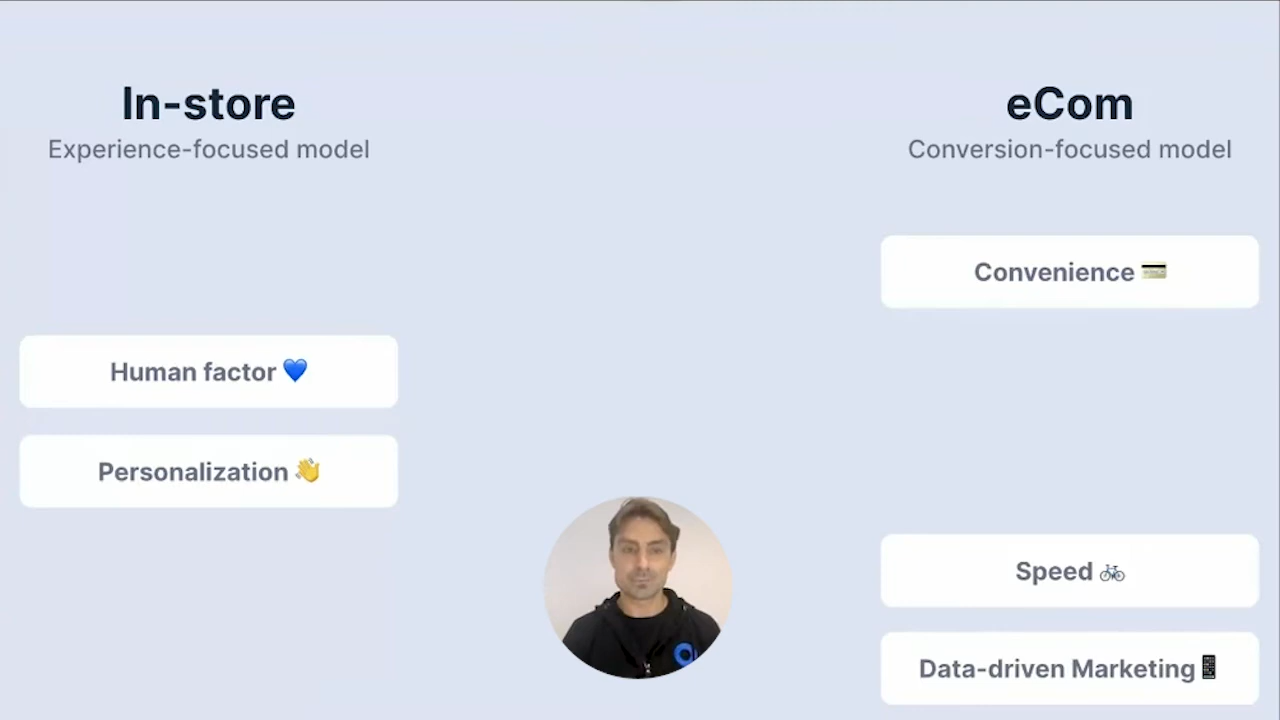 In-store
Experience-focused model
Human factor 💙
Personalization 👋
eCom
Conversion-focused model
Convenience 💳
Speed 🚲
Data-driven Marketing📱